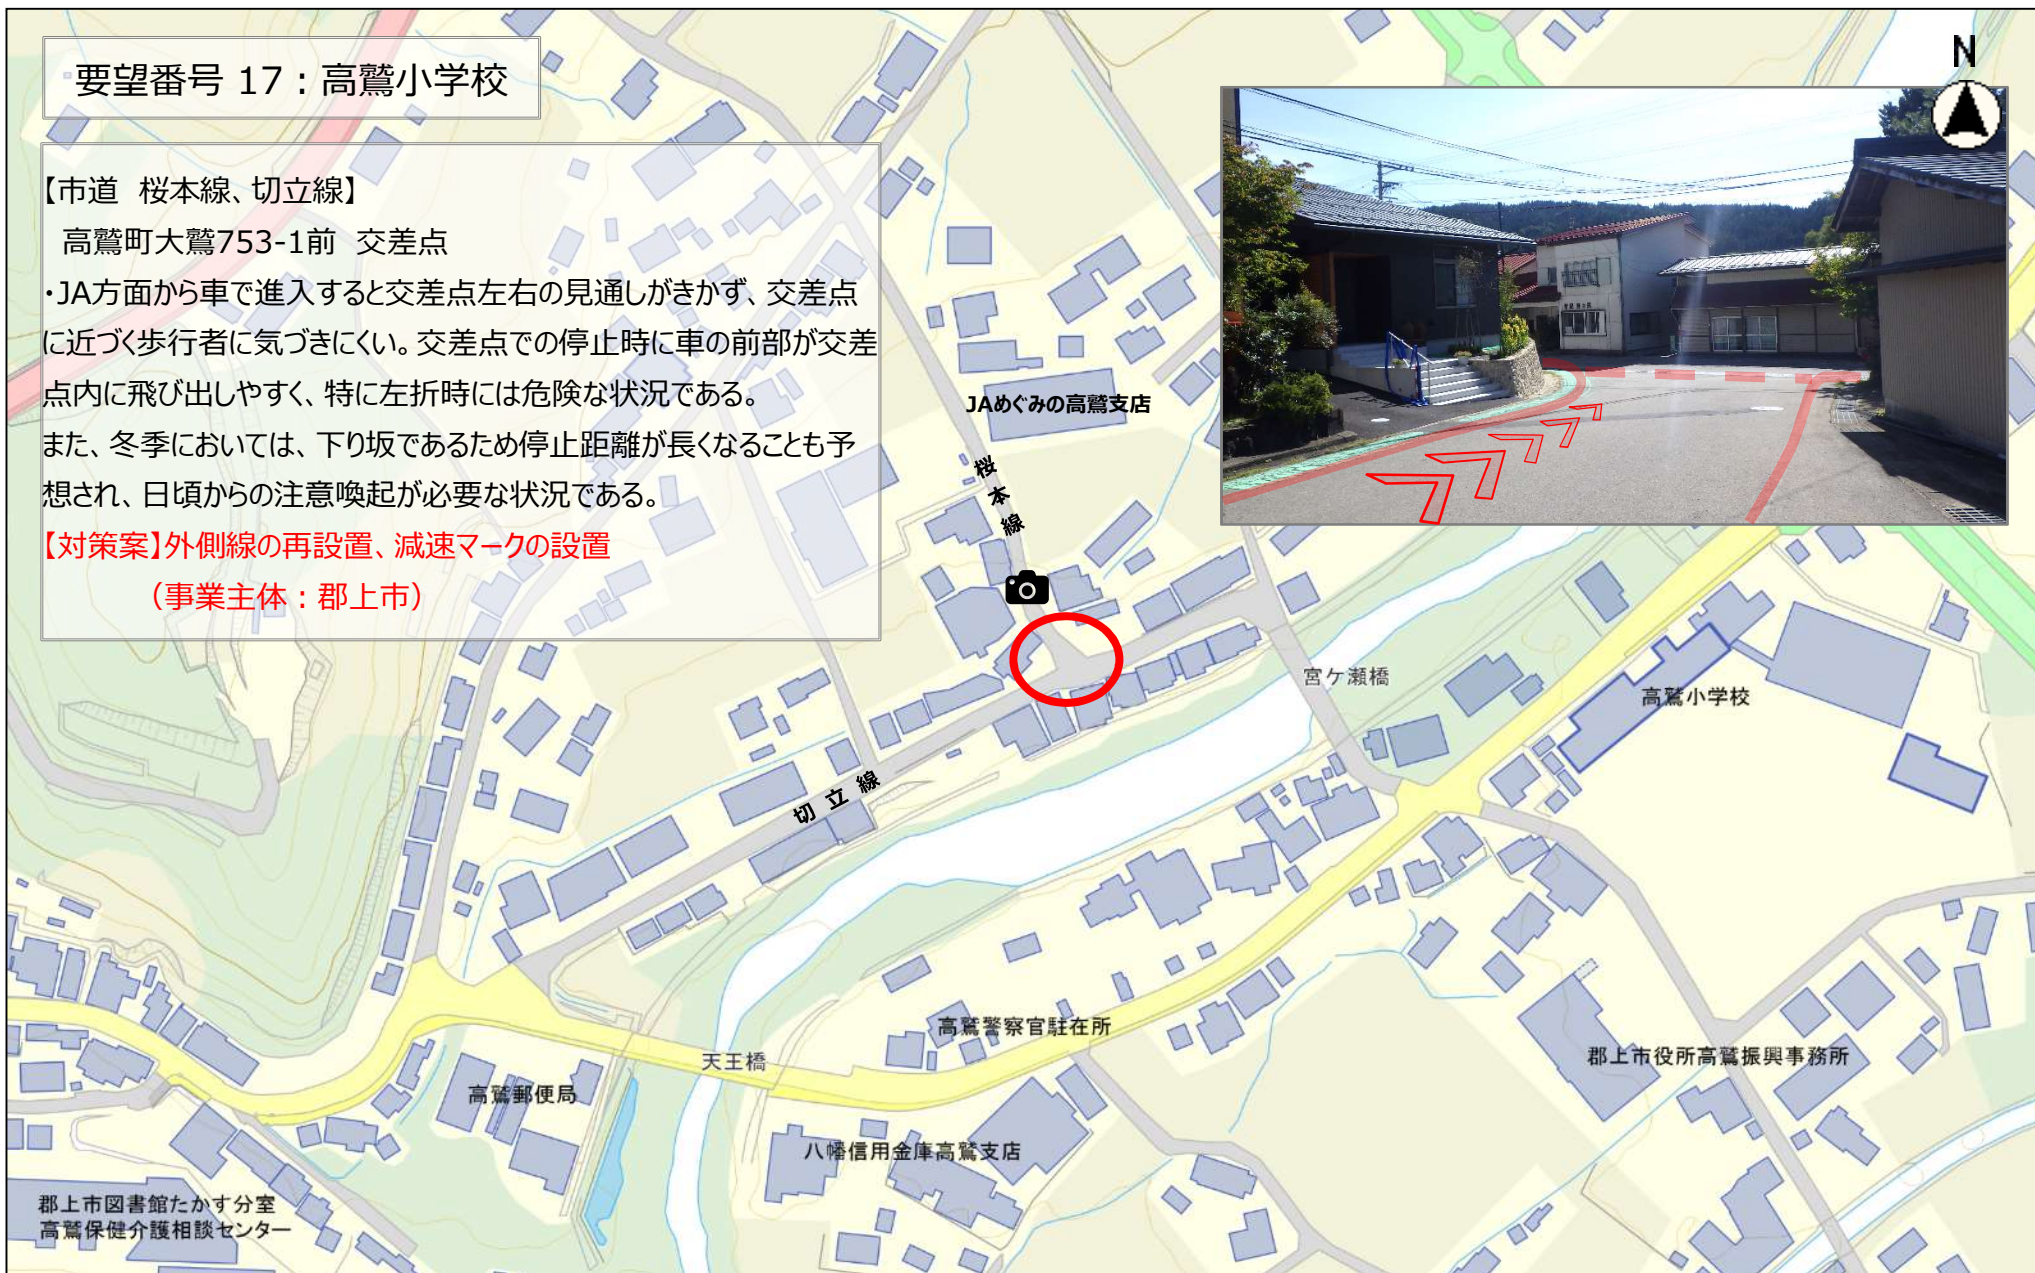 要望番号 17：高鷲小学校
N
【市道　桜本線、切立線】
高鷲町大鷲753-1前　交差点
・JA方面から車で進入すると交差点左右の見通しがきかず、交差点
に近づく歩行者に気づきにくい。交差点での停止時に車の前部が交差
点内に飛び出しやすく、特に左折時には危険な状況である。
また、冬季においては、下り坂であるため停止距離が長くなることも予
想され、日頃からの注意喚起が必要な状況である。
【対策案】外側線の再設置、減速マークの設置
（事業主体：郡上市）
JAめぐみの高鷲支店
桜本線
宮ケ瀬橋
高鷲小学校
切立線
高鷲警察官駐在所
天王橋
高鷲郵便局
郡上市役所高鷲振興事務所
八幡信用金庫高鷲支店
郡上市図書館たかす分室
高鷲保健介護相談センター